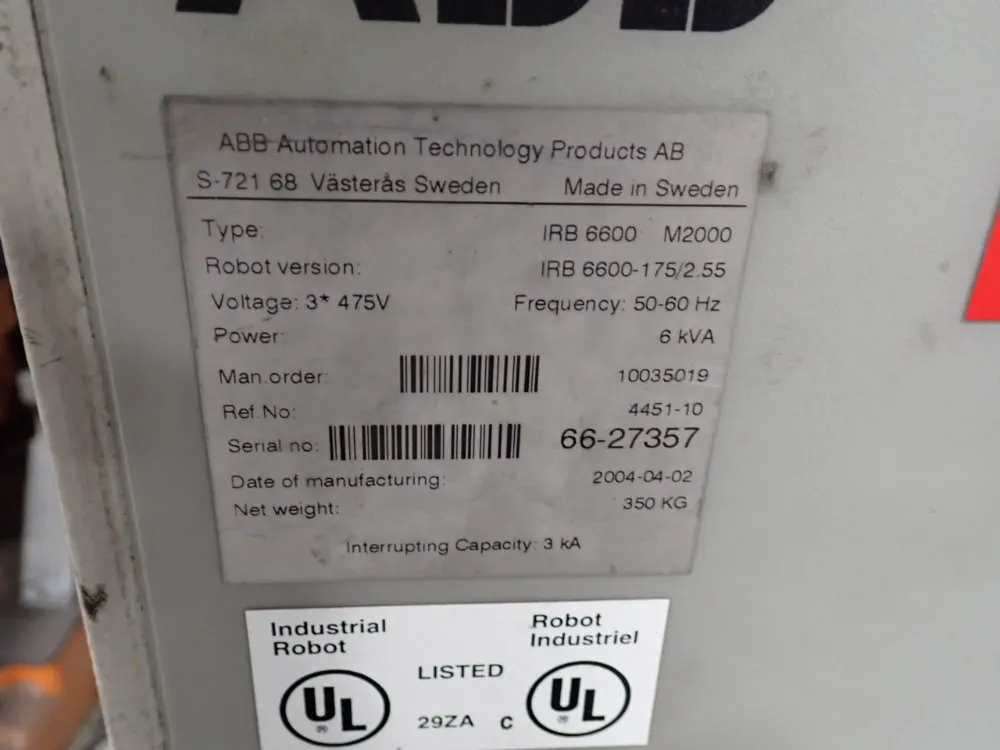 ABB
ABB Automation Technology Products AB
S-721 68 Västerås Sweden Made in Sweden
Type: IRB 6600 M2000
Robot version: IRB 6600-175/2.55
Voltage: 3* 475V Frequency: 50-60 Hz
Power: 6 kVA
Man.order: 10035019
Ref.No: 4451-10
Serial no: 66-27357
Date of manufacturing: 2004-04-02
Net weight: 350 KG
Interrupting Capacity: 3 kA
Industrial Robot
Robot Industriel
UL ® LISTED 29ZA C UL ®